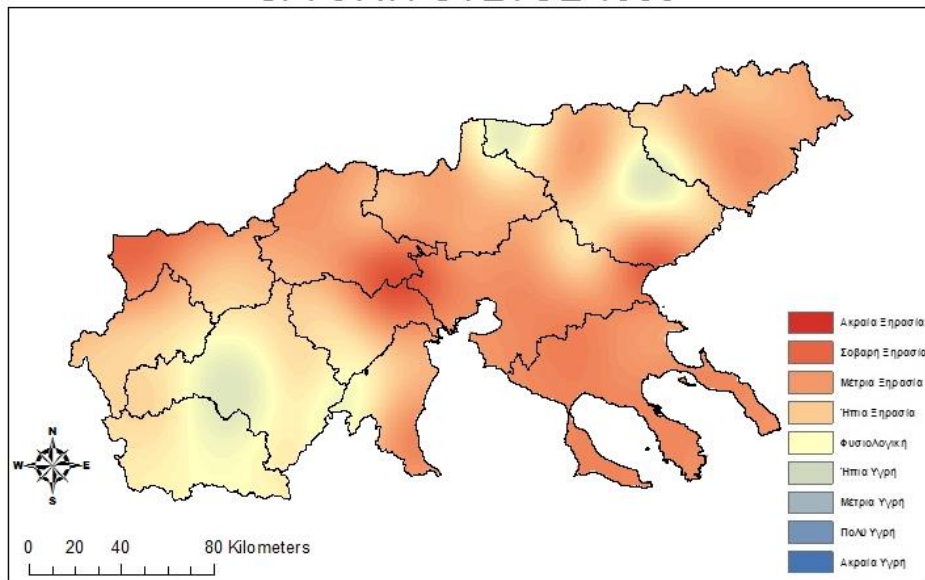 Ακραία Ξηρασία
Σοβαρή Ξηρασία
Μέτρια Ξηρασία
Ήπια Ξηρασία
Φυσιολογική
Ήπια Υγρή
Μέτρια Υγρή
Πολύ Υγρή
Ακραία Υγρή
N
W E
S
0 20 40 80 Kilometers